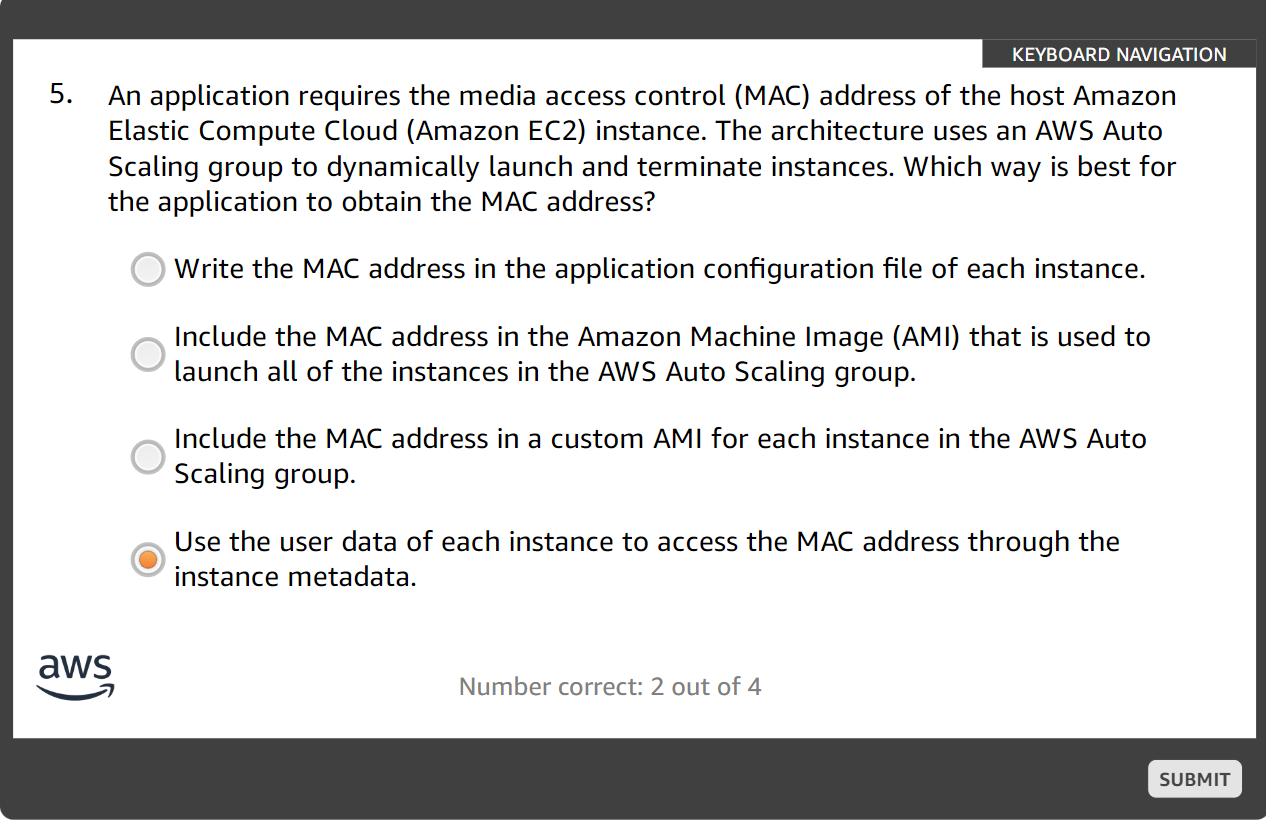 KEYBOARD NAVIGATION
5. An application requires the media access control (MAC) address of the host Amazon
Elastic Compute Cloud (Amazon EC2) instance. The architecture uses an AWS Auto
Scaling group to dynamically launch and terminate instances. Which way is best for
the application to obtain the MAC address?
Write the MAC address in the application configuration file of each instance.
Include the MAC address in the Amazon Machine Image (AMI) that is used to
launch all of the instances in the AWS Auto Scaling group.
Include the MAC address in a custom AMI for each instance in the AWS Auto
Scaling group.
Use the user data of each instance to access the MAC address through the
instance metadata.
aws
Number correct: 2 out of 4
SUBMIT